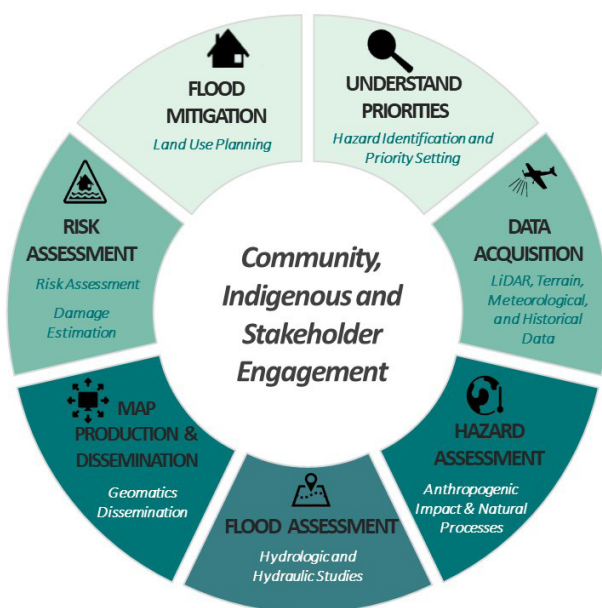 FLOOD
MITIGATION
Land Use Planning
UNDERSTAND
PRIORITIES
Hazard Identification and
Priority Setting
RISK
ASSESSMENT
Risk Assessment
Damage
Estimation
DATA
ACQUISITION
LiDAR, Terrain,
Meteorological,
and Historical
Data
Community,
Indigenous and
Stakeholder
Engagement
MAP
PRODUCTION &
DISSEMINATION
Geomatics
Dissemination
HAZARD
ASSESSMENT
Anthropogenic
Impact & Natural
Processes
FLOOD ASSESSMENT
Hydrologic and
Hydraulic Studies